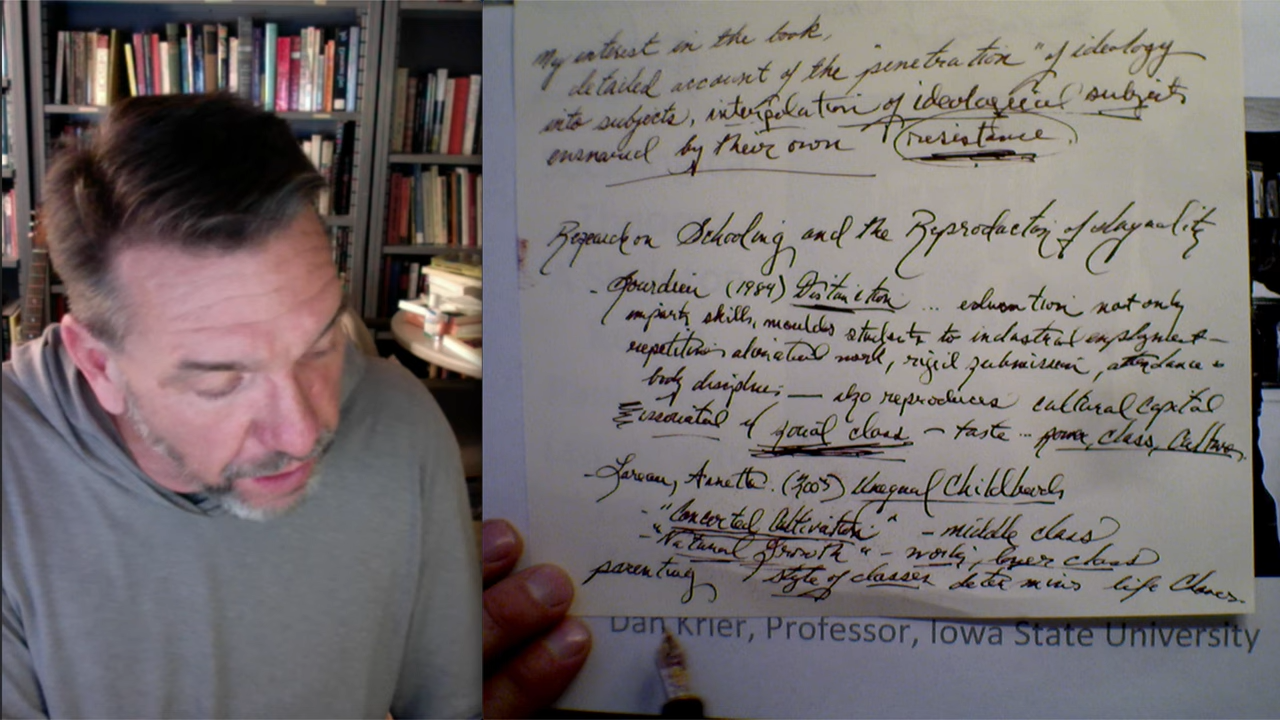 My interest in the book,
detailed account of the "penetration" of ideology
into subjects, interpolation of ideological subjects
ensnared by their own resistance
Research on Schooling and the Reproduction of inequality
- Bourdieu (1984) Distinction ... education not only
imparts skills, moulds students to industrial employment -
repetition alienated work, rigid submission, attendance &
body discipline - also reproduces cultural capital
associated of social class - taste ... power, class, culture
- Lareau, Annette. (2003) Unequal Childhoods
- "Concerted Cultivation" - middle class
- "Natural Growth" - working, lower class
parenting style of classes determines life Chances.
Dan Krier, Professor, Iowa State University